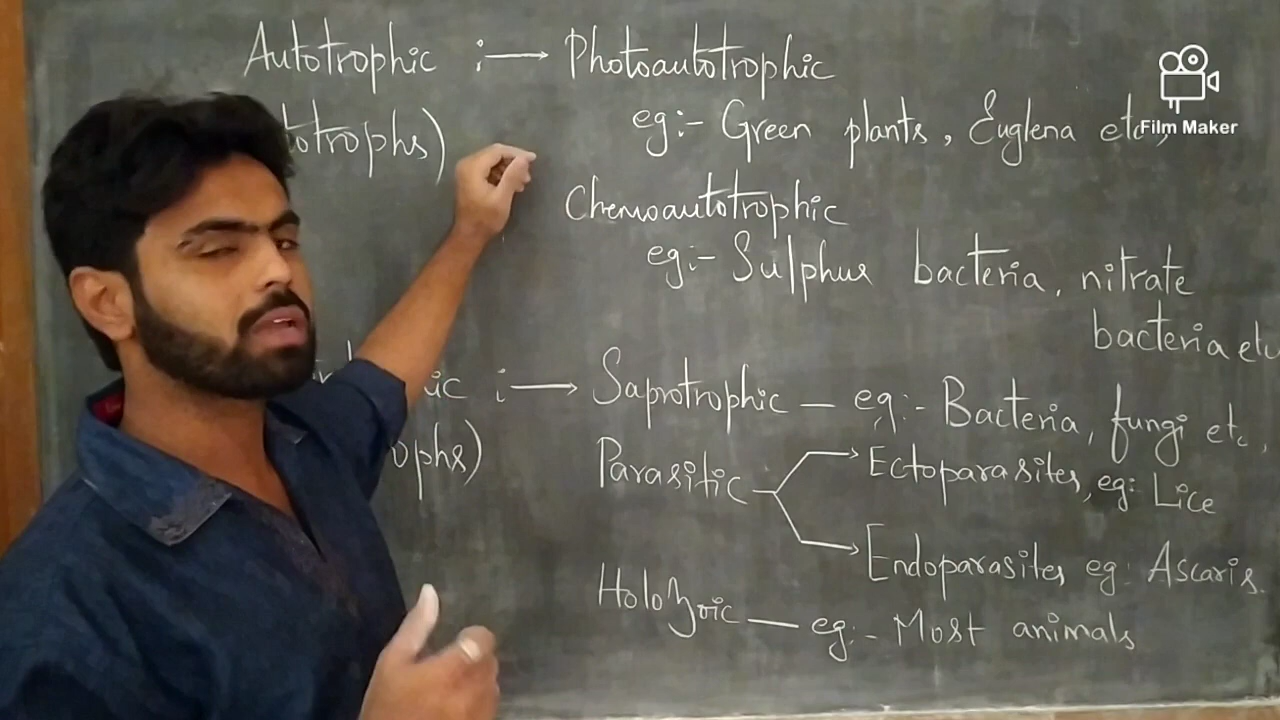 Autotrophic :→ Photoautotrophic
totrophs)
eg:- Green plants, Euglena etc,
Film Maker
Chemoautotrophic
eg:- Sulphur bacteria, nitrate
bacteria etc
ic :→ Saprotrophic — eg:- Bacteria, fungi etc,
ophs)
Parasitic → Ectoparasites, eg: Lice
→ Endoparasites eg: Ascaris.
Holozoic — eg:- Most animals